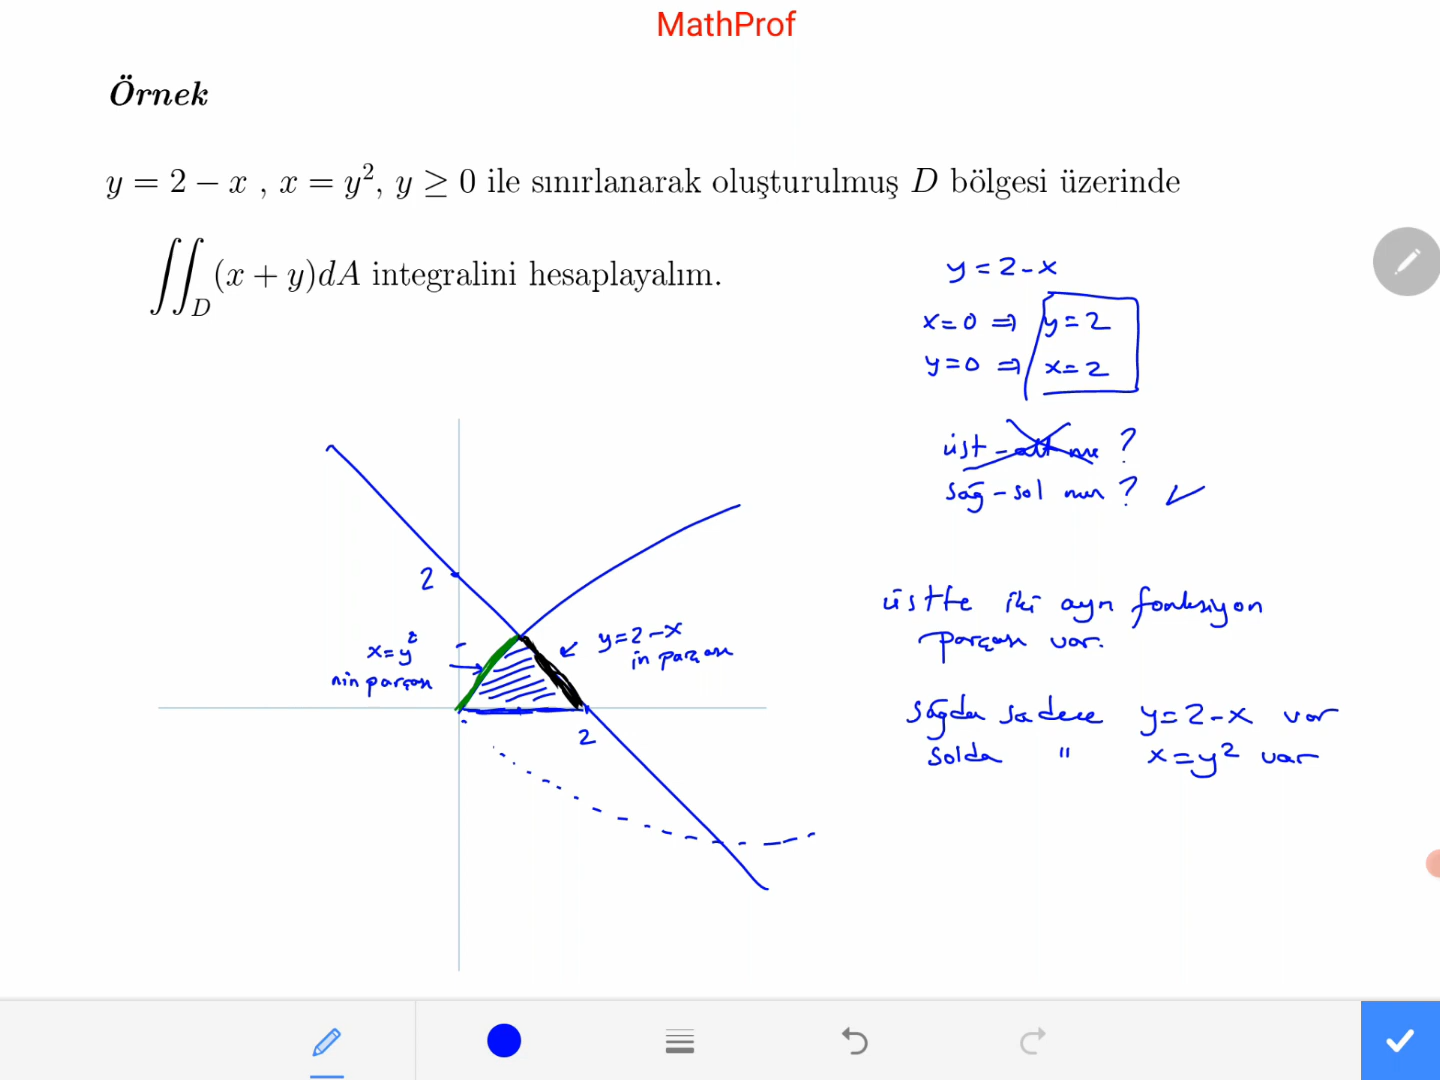 MathProf
Örnek
y = 2 − x , x = y², y ≥ 0 ile sınırlanarak oluşturulmuş D bölgesi üzerinde
∬_D (x + y)dA integralini hesaplayalım.
y = 2 - x
x = 0 ⇒ y = 2
y = 0 ⇒ x = 2
üst - alt mı ?
sağ - sol mu ? ✓
üstte iki ayrı fonksiyon
parçası var.
sağda sadece y = 2 - x var
solda " x = y² var
2
x = y²
nin parçası
y = 2 - x
in parçası
2